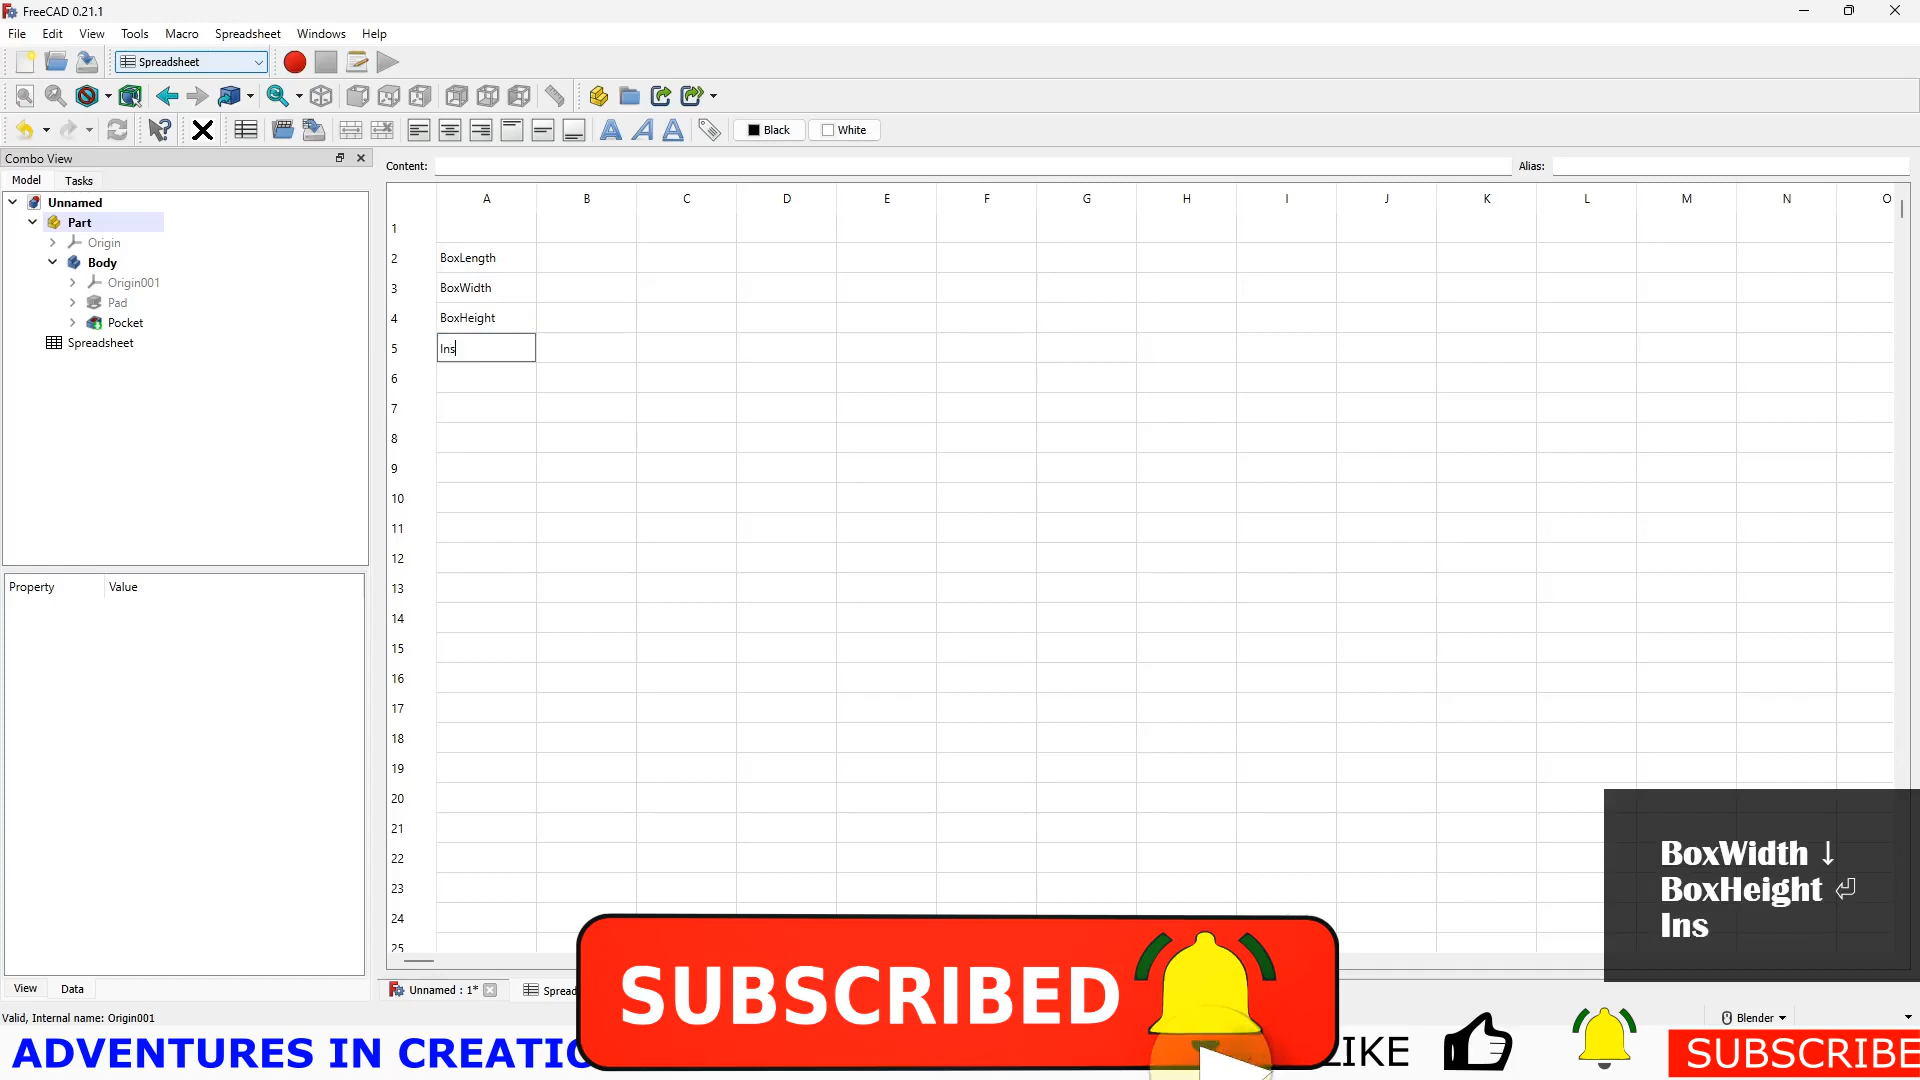 FreeCAD 0.21.1
File Edit View Tools Macro Spreadsheet Windows Help
Spreadsheet
Black White
Combo View
Content: Alias:
Model Tasks
A B C D E F G H I J K L M N O
Unnamed
Part
Origin
Body
Origin001
Pad
Pocket
Spreadsheet
1
2 BoxLength
3 BoxWidth
4 BoxHeight
5 Ins
6
7
8
9
10
11
12
13
14
15
16
17
18
19
20
21
22
23
24
25
Property Value
BoxWidth ↓
BoxHeight ⏎
Ins
View Data
Unnamed : 1* Spread
Valid, Internal name: Origin001
Blender
SUBSCRIBED
ADVENTURES IN CREATIO
LIKE
SUBSCRIBE